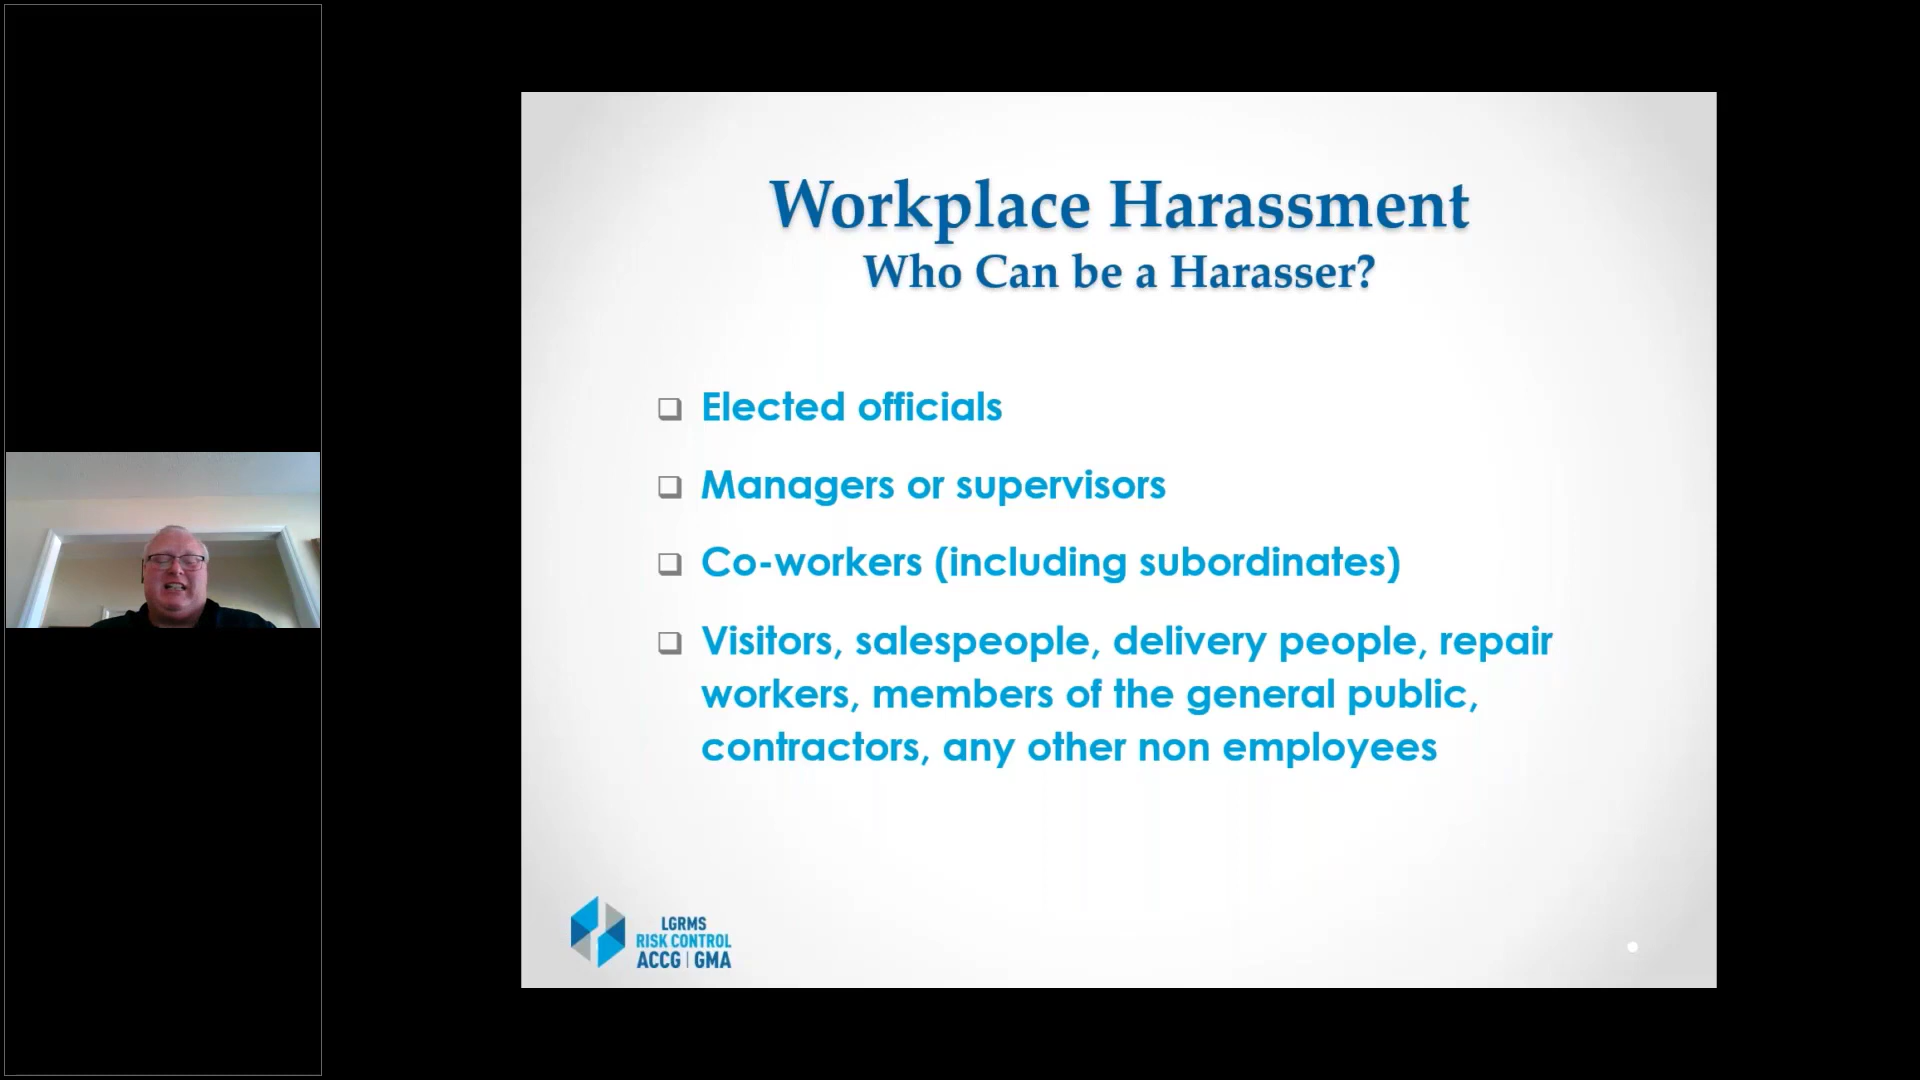 Workplace Harassment
Who Can be a Harasser?
Elected officials
Managers or supervisors
Co-workers (including subordinates)
Visitors, salespeople, delivery people, repair
workers, members of the general public,
contractors, any other non employees
LGRMS
RISK CONTROL
ACCG | GMA